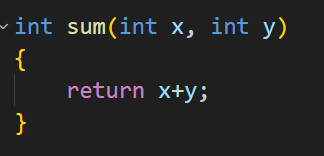 int sum(int x, int y)
{
    return x+y;
}